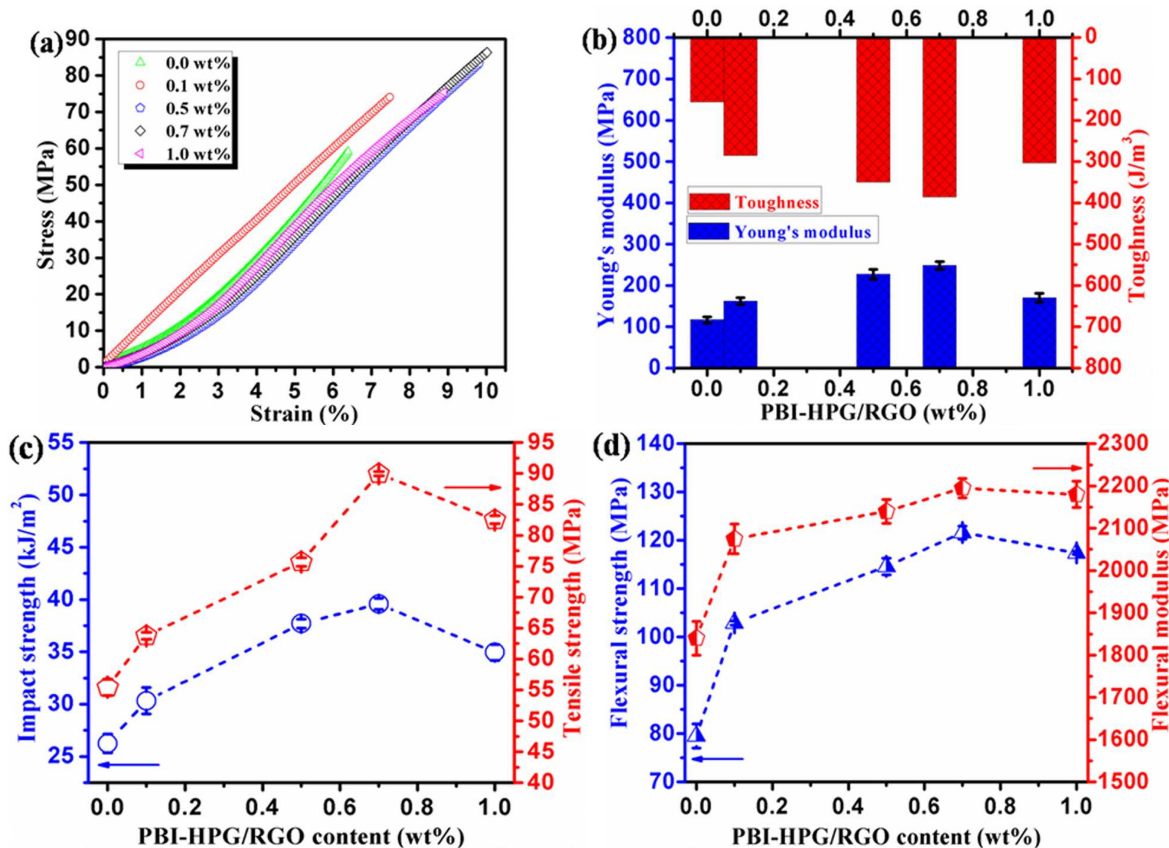 (a)
90
80
70
60
50
40
30
20
10
0
Stress (MPa)
0.0 wt%
0.1 wt%
0.5 wt%
0.7 wt%
1.0 wt%
0 1 2 3 4 5 6 7 8 9 10
Strain (%)
(b)
0.0 0.2 0.4 0.6 0.8 1.0
800
700
600
500
400
300
200
100
0
Young's modulus (MPa)
Toughness
Young's modulus
0
100
200
300
400
500
600
700
800
Toughness (J/m³)
0.0 0.2 0.4 0.6 0.8 1.0
PBI-HPG/RGO (wt%)
(c)
55
50
45
40
35
30
25
Impact strength (kJ/m²)
95
90
85
80
75
70
65
60
55
50
45
40
Tensile strength (MPa)
0.0 0.2 0.4 0.6 0.8 1.0
PBI-HPG/RGO content (wt%)
(d)
140
130
120
110
100
90
80
70
Flexural strength (MPa)
2300
2200
2100
2000
1900
1800
1700
1600
1500
Flexural modulus (MPa)
0.0 0.2 0.4 0.6 0.8 1.0
PBI-HPG/RGO content (wt%)